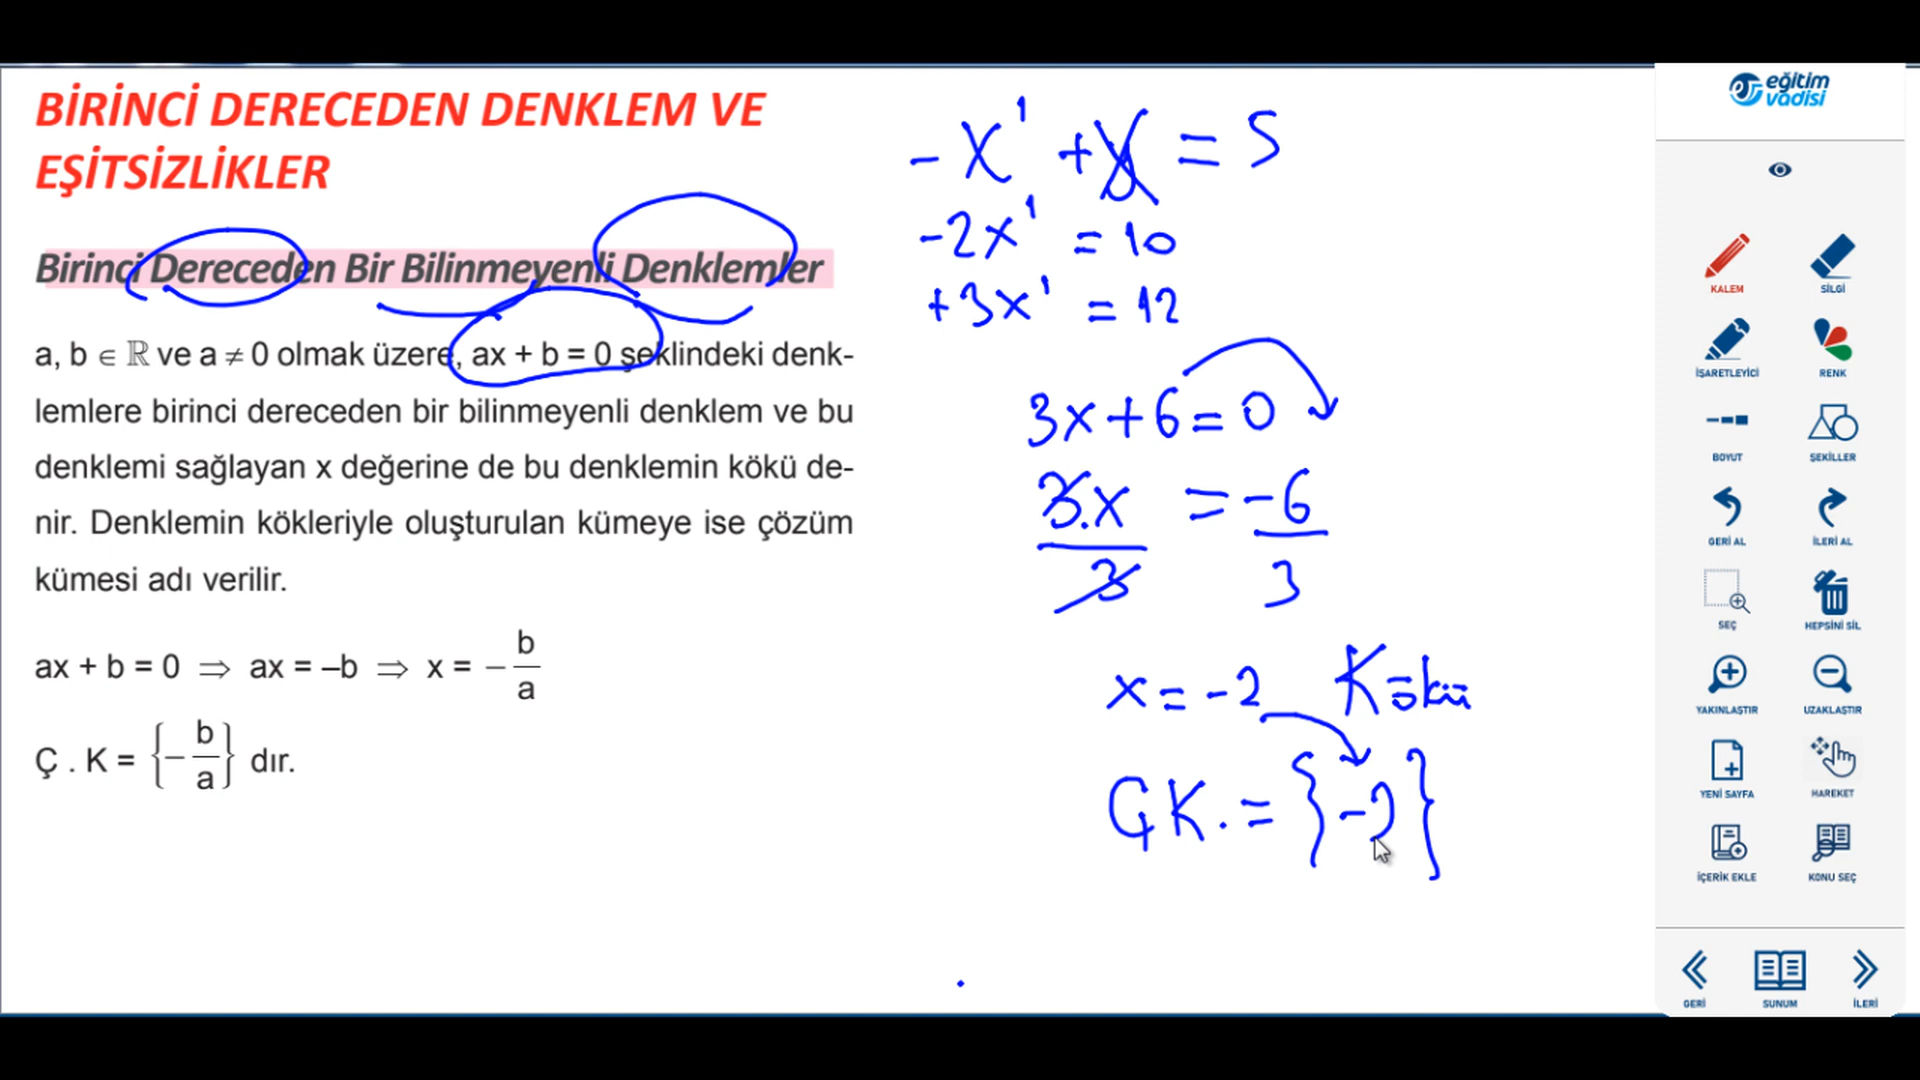 BİRİNCİ DERECEDEN DENKLEM VE
EŞİTSİZLİKLER
Birinci Dereceden Bir Bilinmeyenli Denklemler
a, b ∈ ℝ ve a ≠ 0 olmak üzere, ax + b = 0 şeklindeki denk-
lemlere birinci dereceden bir bilinmeyenli denklem ve bu
denklemi sağlayan x değerine de bu denklemin kökü de-
nir. Denklemin kökleriyle oluşturulan kümeye ise çözüm
kümesi adı verilir.
ax + b = 0 ⇒ ax = –b ⇒ x = – b/a
Ç . K = {– b/a} dır.
-x¹ + = 5
-2x¹ = 10
+3x¹ = 12
3x+6=0
3.x/3 = -6/3
x = -2 Kökü
ÇK. = {-2}
eğitim
vadisi
KALEM
SİLGİ
İŞARETLEYİCİ
RENK
BOYUT
ŞEKİLLER
GERİ AL
İLERİ AL
SEÇ
HEPSİNİ SİL
YAKINLAŞTIR
UZAKLAŞTIR
YENİ SAYFA
HAREKET
İÇERİK EKLE
KONU SEÇ
GERİ
SUNUM
İLERİ